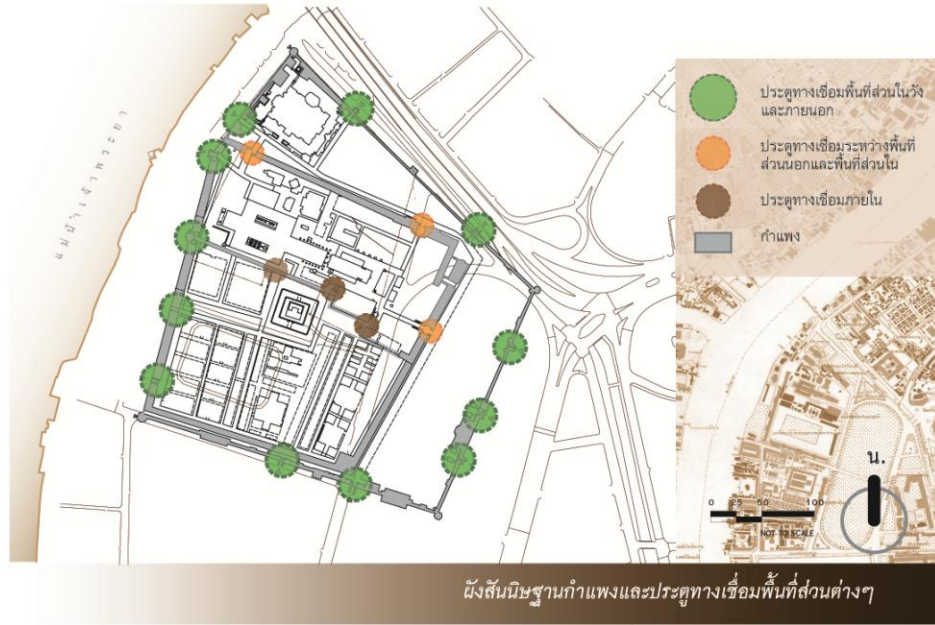 แม่น้ำเจ้าพระยา
ประตูทางเชื่อมพื้นที่ส่วนในวัง
และภายนอก
ประตูทางเชื่อมระหว่างพื้นที่
ส่วนนอกและพื้นที่ส่วนใน
ประตูทางเชื่อมภายใน
กำแพง
น.
0 25 50 100
NOT TO SCALE
ผังสันนิษฐานกำแพงและประตูทางเชื่อมพื้นที่ส่วนต่างๆ